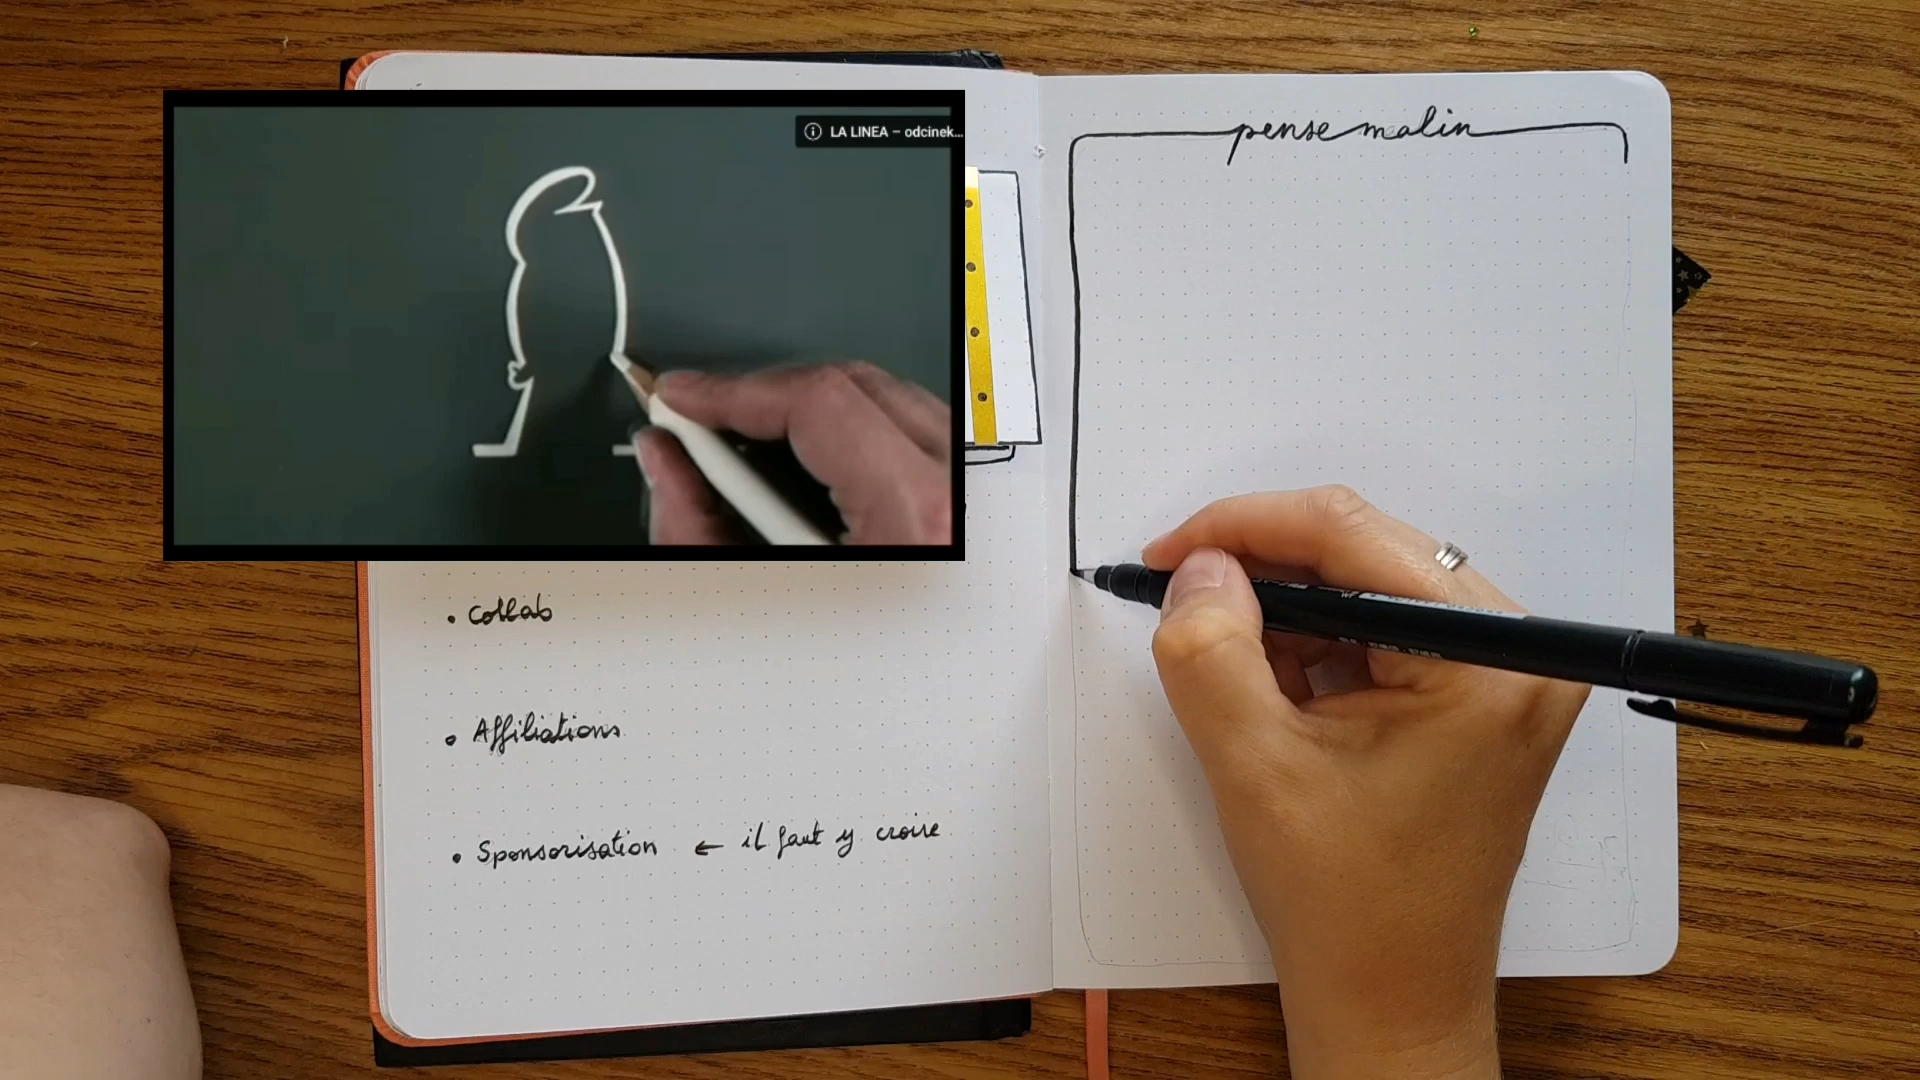 LA LINEA – odcinek...
pense malin
• Collab
• Affiliations
• Sponsorisation ← il faut y croire